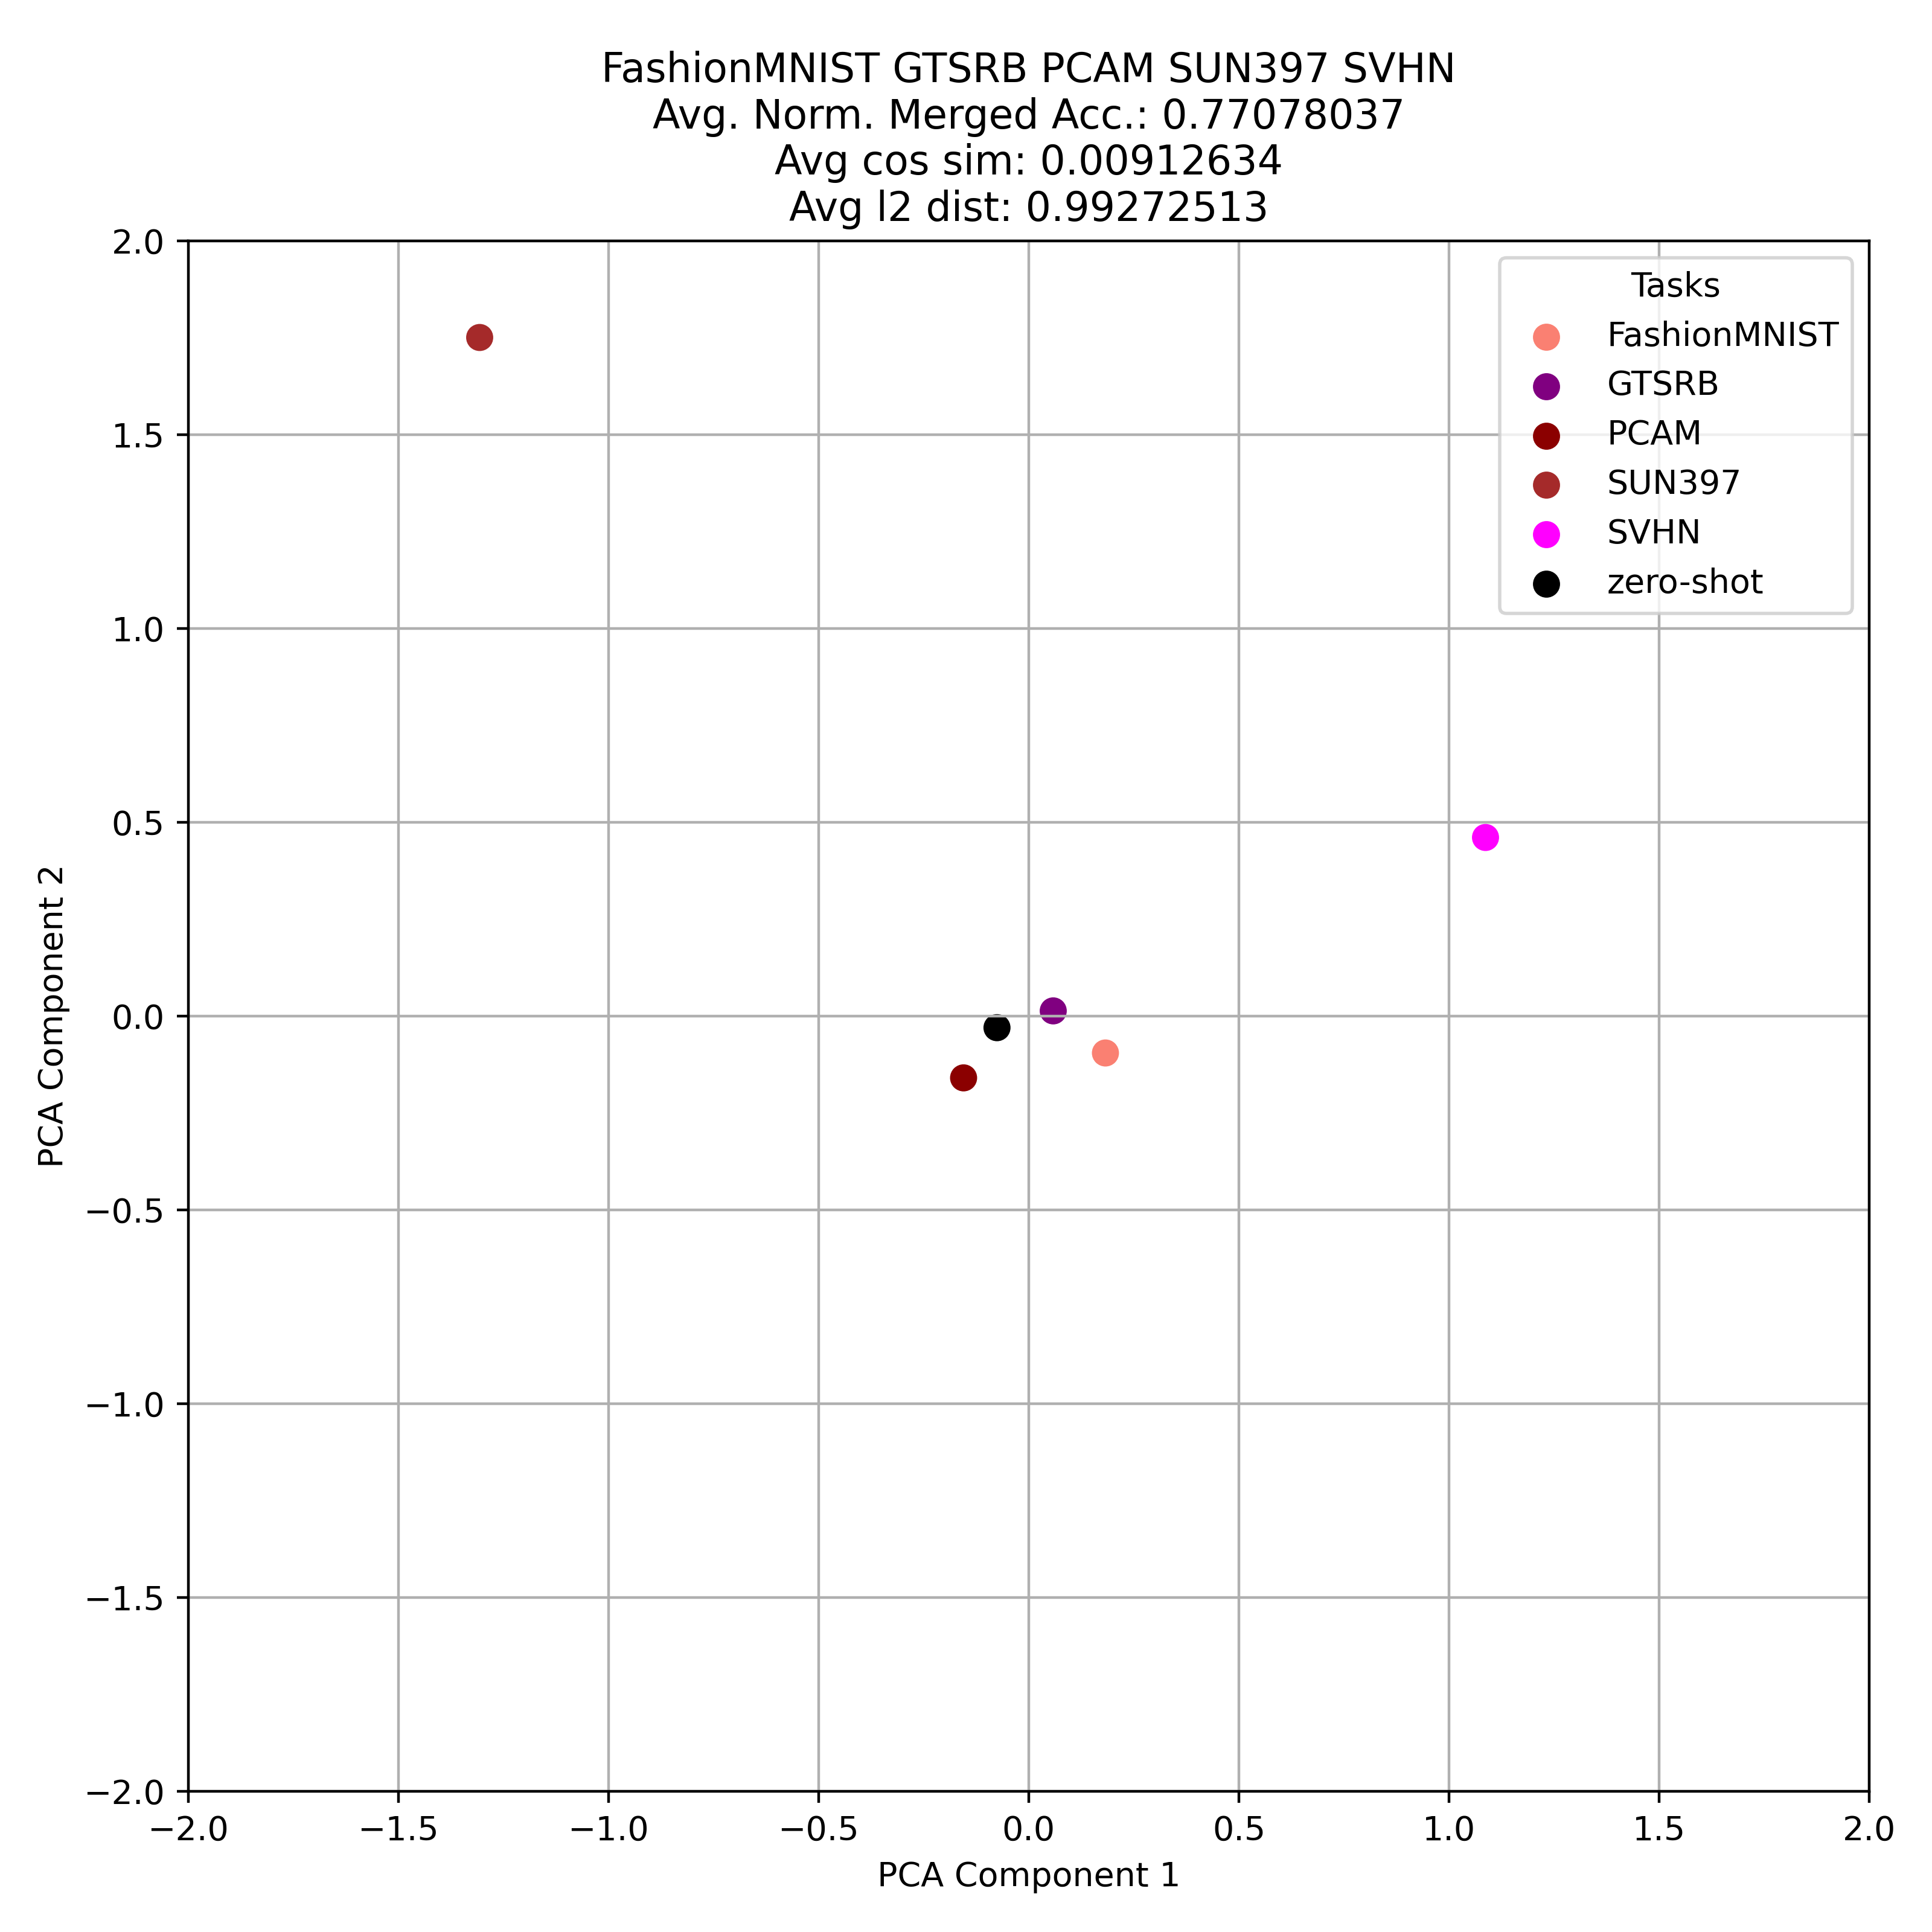 FashionMNIST GTSRB PCAM SUN397 SVHN
Avg. Norm. Merged Acc.: 0.77078037
Avg cos sim: 0.00912634
Avg l2 dist: 0.99272513
Tasks
FashionMNIST
GTSRB
PCAM
SUN397
SVHN
zero-shot
2.0
1.5
1.0
0.5
0.0
−0.5
−1.0
−1.5
−2.0
PCA Component 2
−2.0 −1.5 −1.0 −0.5 0.0 0.5 1.0 1.5 2.0
PCA Component 1